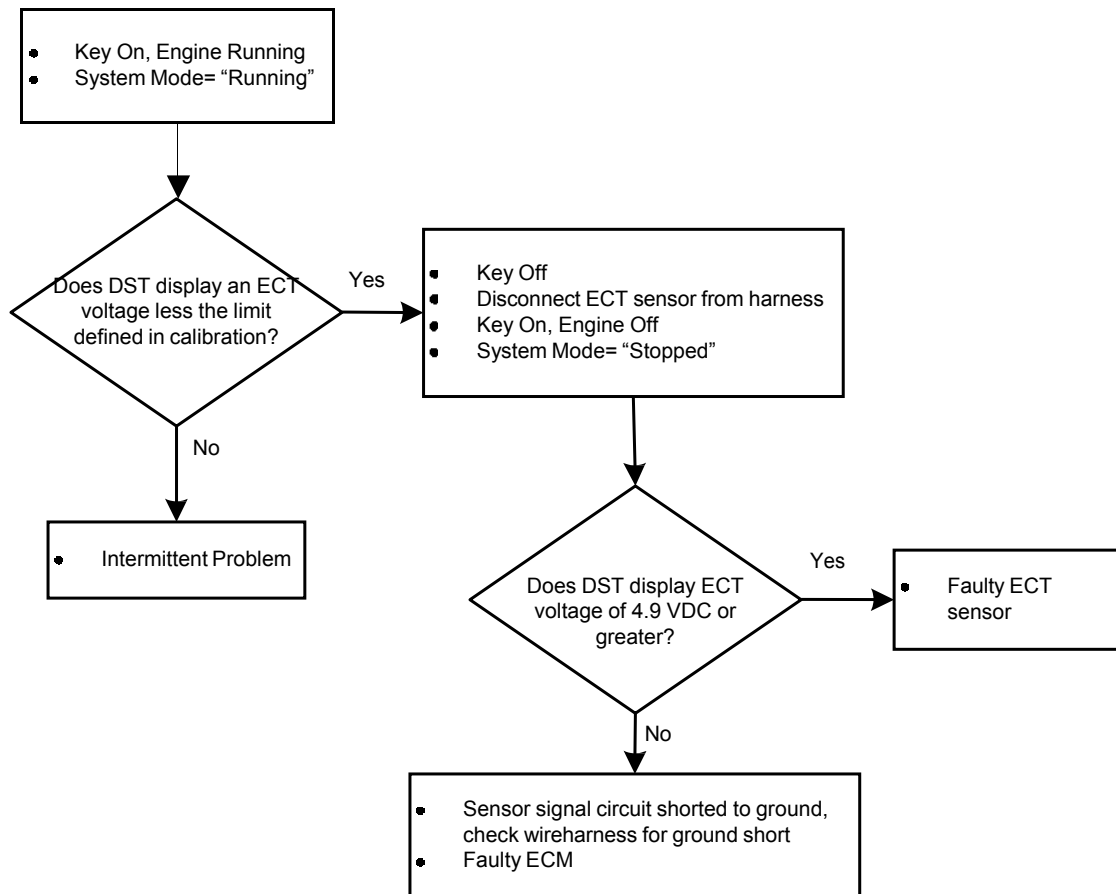 • Key On, Engine Running
• System Mode= “Running”
Does DST display an ECT
voltage less the limit
defined in calibration?
Yes
• Key Off
• Disconnect ECT sensor from harness
• Key On, Engine Off
• System Mode= “Stopped”
No
• Intermittent Problem
Does DST display ECT
voltage of 4.9 VDC or
greater?
Yes
• Faulty ECT
sensor
No
• Sensor signal circuit shorted to ground,
check wireharness for ground short
• Faulty ECM